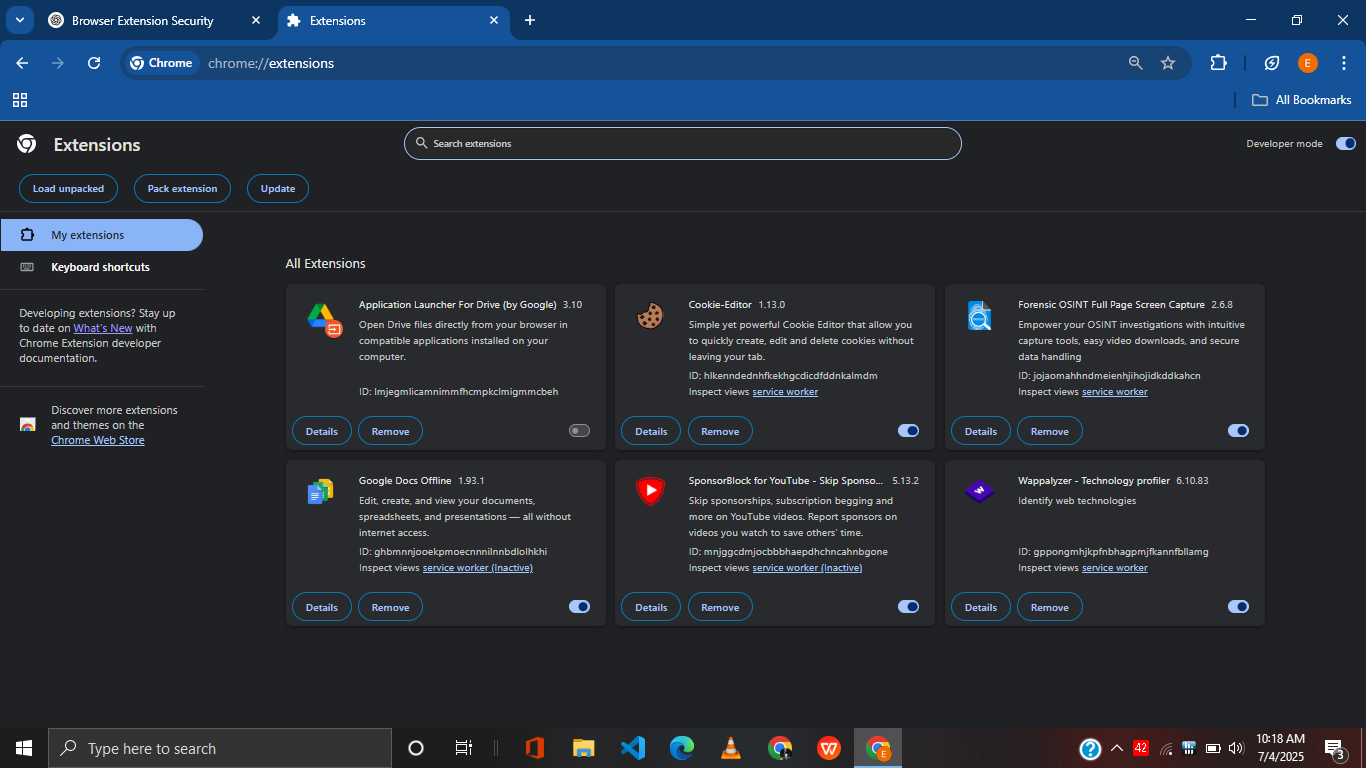 Browser Extension Security
Extensions
Chrome
chrome://extensions
E
All Bookmarks
Extensions
Search extensions
Developer mode
Load unpacked
Pack extension
Update
My extensions
Keyboard shortcuts
Developing extensions? Stay up
to date on What's New with
Chrome Extension developer
documentation.
Discover more extensions
and themes on the
Chrome Web Store
All Extensions
Application Launcher For Drive (by Google) 3.10
Open Drive files directly from your browser in
compatible applications installed on your
computer.
ID: lmjegmlicamnimmfhcmpkclmigmmcbeh
Details
Remove
Cookie-Editor 1.13.0
Simple yet powerful Cookie Editor that allow you
to quickly create, edit and delete cookies without
leaving your tab.
ID: hlkenndednhfkekhgcdicdfddnkalmdm
Inspect views service worker
Details
Remove
Forensic OSINT Full Page Screen Capture 2.6.8
Empower your OSINT investigations with intuitive
capture tools, easy video downloads, and secure
data handling
ID: jojaomahhndmeienhjihojidkddkahcn
Inspect views service worker
Details
Remove
Google Docs Offline 1.93.1
Edit, create, and view your documents,
spreadsheets, and presentations — all without
internet access.
ID: ghbmnnjooekpmoecnnnilnnbdlolhkhi
Inspect views service worker (Inactive)
Details
Remove
SponsorBlock for YouTube - Skip Sponso... 5.13.2
Skip sponsorships, subscription begging and
more on YouTube videos. Report sponsors on
videos you watch to save others' time.
ID: mnjggcdmjocbbbhaepdhchncahnbgone
Inspect views service worker (Inactive)
Details
Remove
Wappalyzer - Technology profiler 6.10.83
Identify web technologies
ID: gppongmhjkpfnbhagpmjfkannfbllamg
Inspect views service worker
Details
Remove
Type here to search
42
10:18 AM
7/4/2025
3